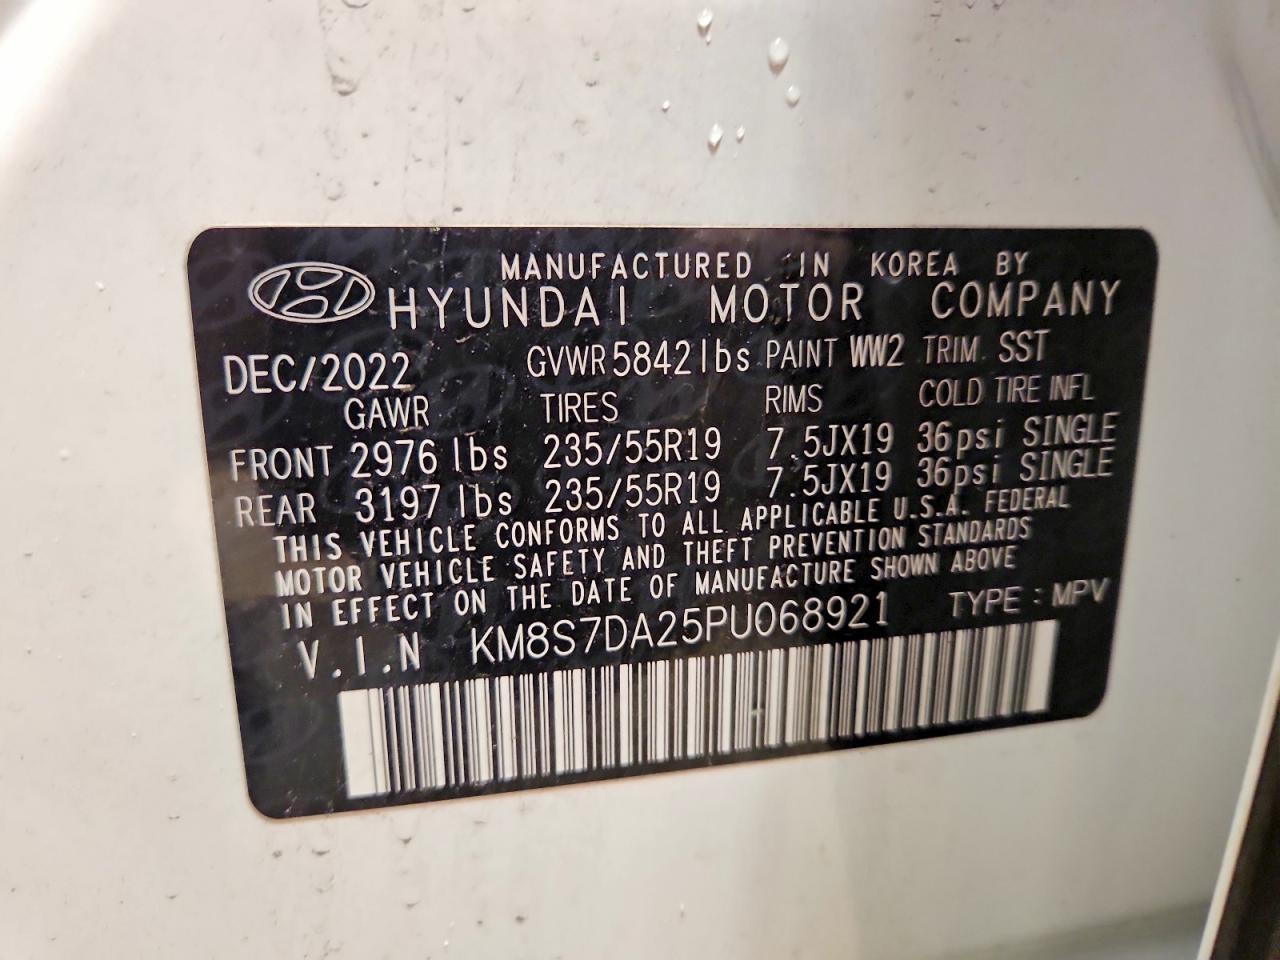 MANUFACTURED IN KOREA BY
HYUNDAI MOTOR COMPANY
DEC/2022 GVWR 5842lbs PAINT WW2 TRIM SST
GAWR TIRES RIMS COLD TIRE INFL
FRONT 2976 lbs 235/55R19 7.5JX19 36psi SINGLE
REAR 3197 lbs 235/55R19 7.5JX19 36psi SINGLE
THIS VEHICLE CONFORMS TO ALL APPLICABLE U.S.A. FEDERAL
MOTOR VEHICLE SAFETY AND THEFT PREVENTION STANDARDS
IN EFFECT ON THE DATE OF MANUFACTURE SHOWN ABOVE
V.I.N KM8S7DA25PU068921 TYPE : MPV